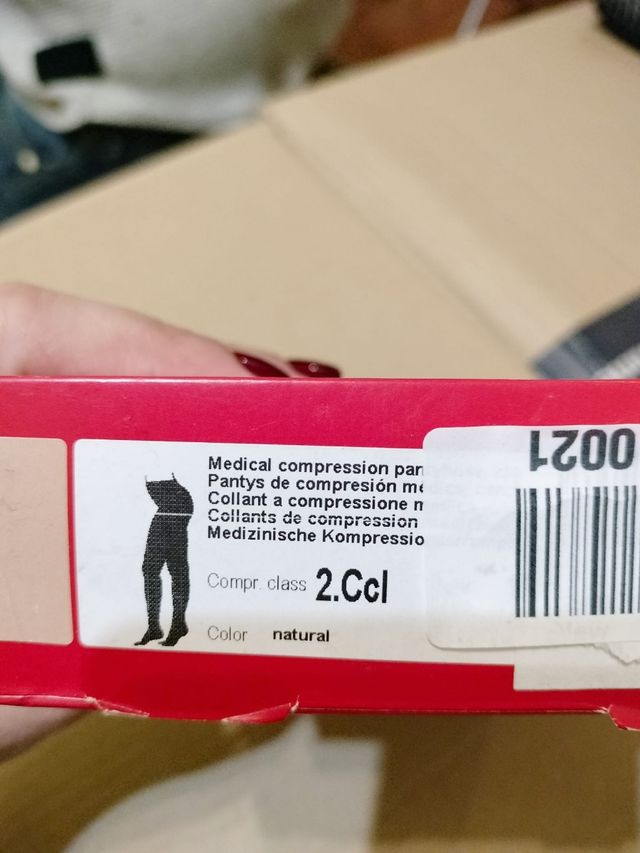 Medical compression pan
Pantys de compresión me
Collant a compressione m
Collants de compression
Medizinische Kompressio
Compr. class 2.Ccl
Color natural
0021